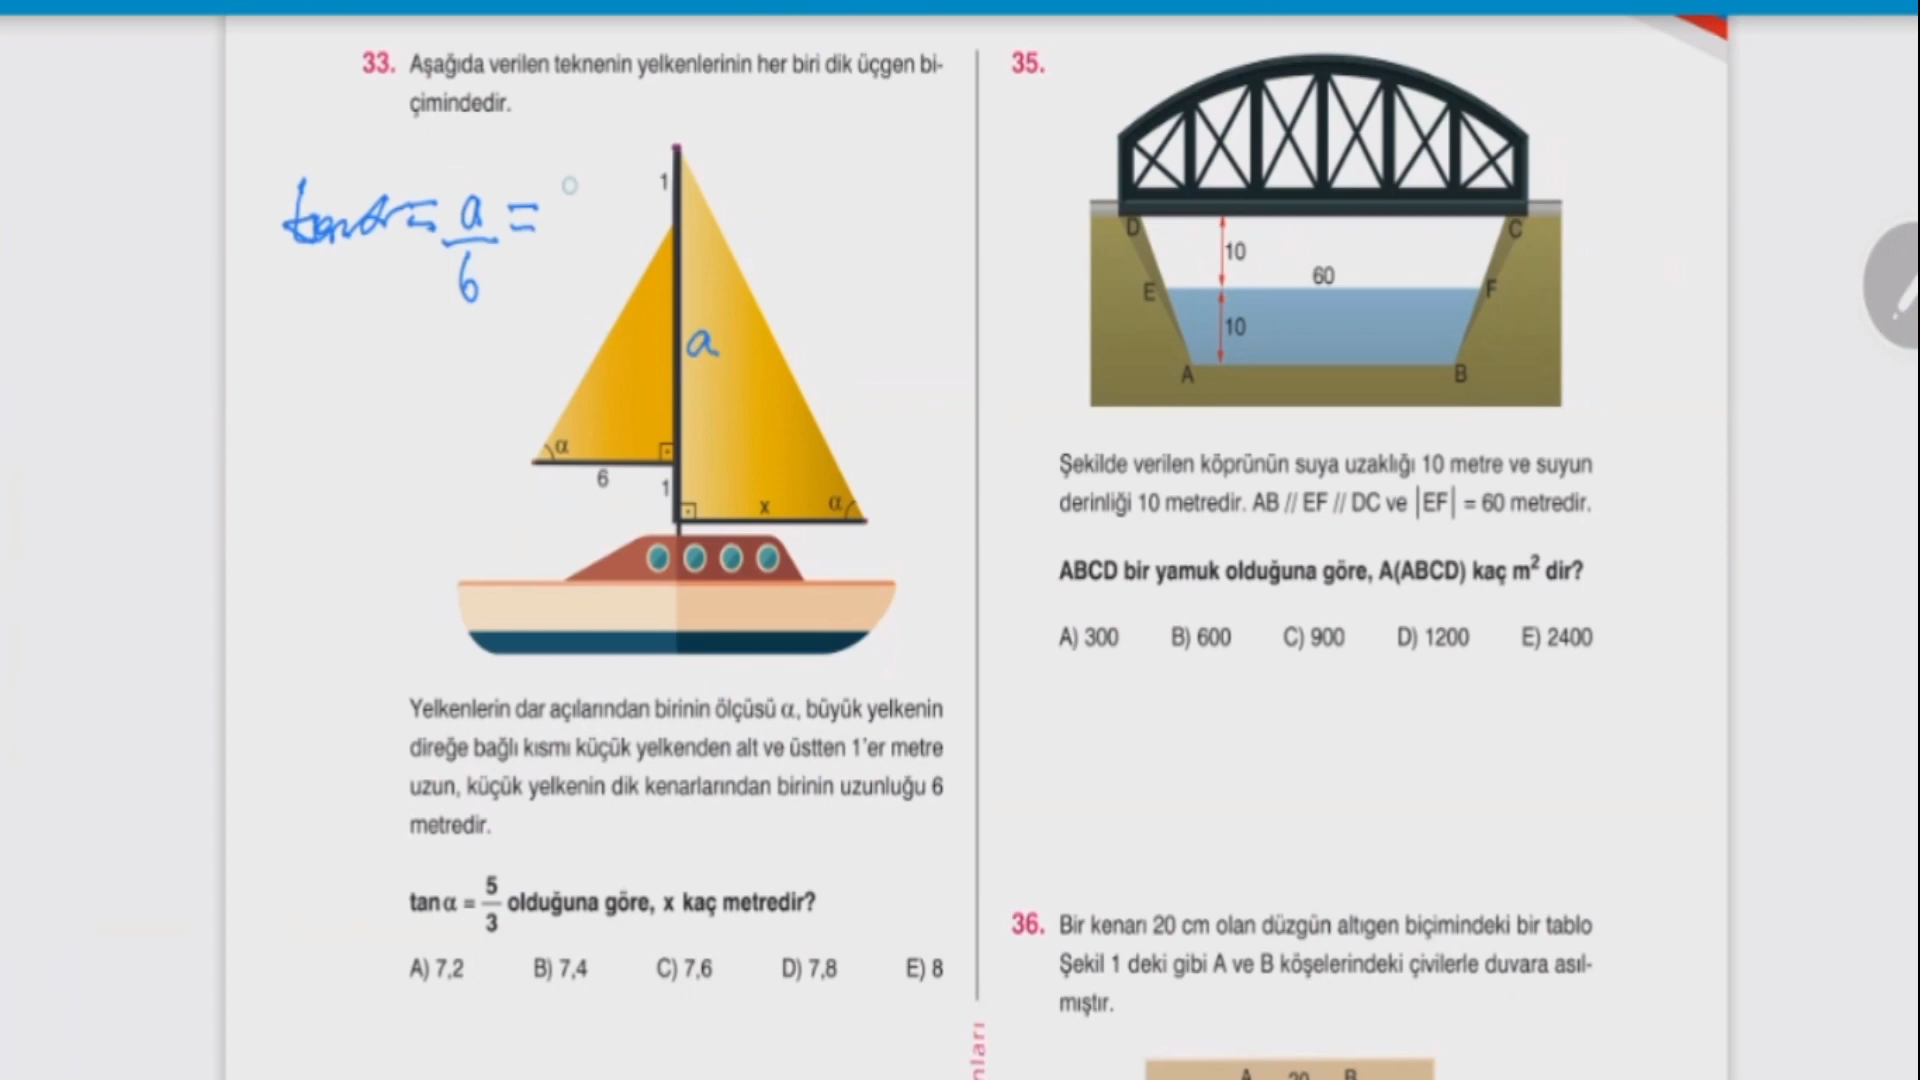 33. Aşağıda verilen teknenin yelkenlerinin her biri dik üçgen bi-
çimindedir.
tanα = a/6 =
1
a
α
6
1
x
α
Yelkenlerin dar açılarından birinin ölçüsü α, büyük yelkenin
direğe bağlı kısmı küçük yelkenden alt ve üstten 1'er metre
uzun, küçük yelkenin dik kenarlarından birinin uzunluğu 6
metredir.
tan α = 5/3 olduğuna göre, x kaç metredir?
A) 7,2 B) 7,4 C) 7,6 D) 7,8 E) 8
35.
D
C
10
60
E
F
10
A
B
Şekilde verilen köprünün suya uzaklığı 10 metre ve suyun
derinliği 10 metredir. AB // EF // DC ve |EF| = 60 metredir.
ABCD bir yamuk olduğuna göre, A(ABCD) kaç m² dir?
A) 300 B) 600 C) 900 D) 1200 E) 2400
36. Bir kenarı 20 cm olan düzgün altıgen biçimindeki bir tablo
Şekil 1 deki gibi A ve B köşelerindeki çivilerle duvara asıl-
mıştır.
A 20 B